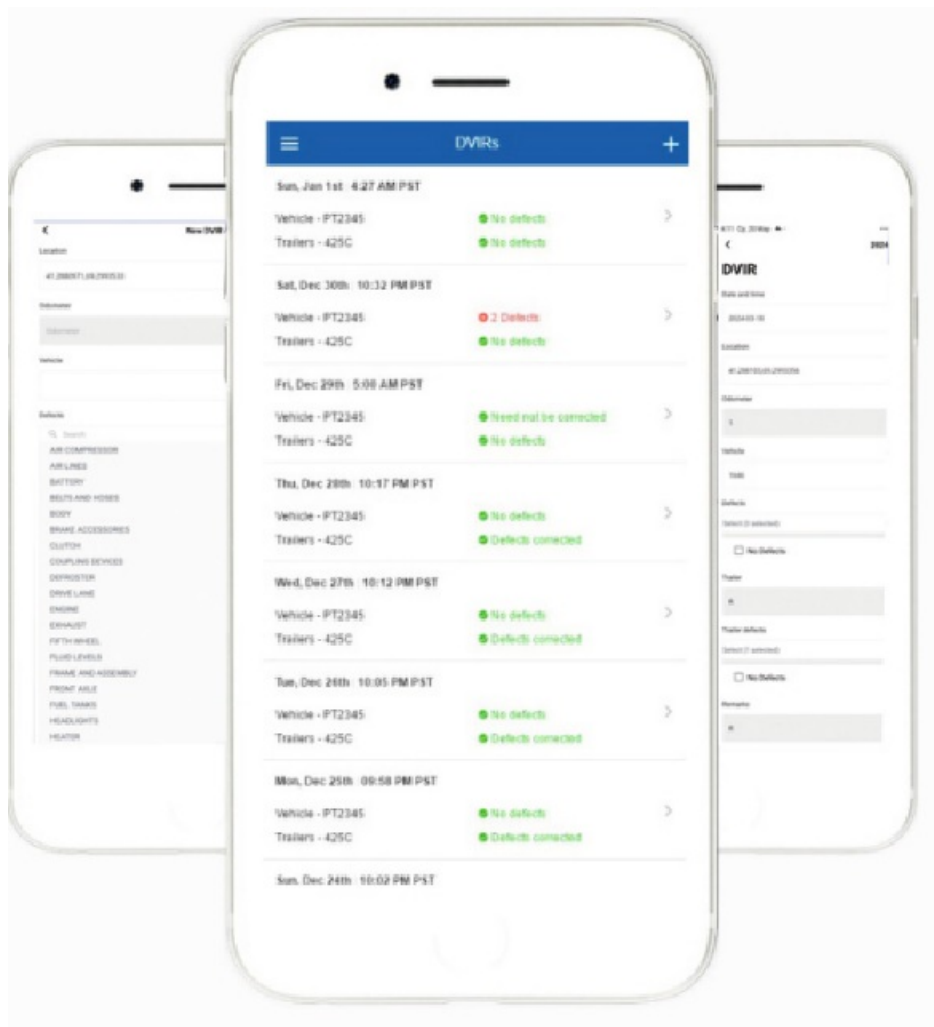 DVIRs
Sun, Jan 1st 4:27 AM PST
Vehicle - PT2345 No defects
Trailers - 425C No defects
Sat, Dec 30th 10:32 PM PST
Vehicle - PT2345 2 Defects
Trailers - 425C No defects
Fri, Dec 29th 5:00 AM PST
Vehicle - PT2345 Need not be corrected
Trailers - 425C No defects
Thu, Dec 28th 10:17 PM PST
Vehicle - PT2345 No defects
Trailers - 425C Defects corrected
Wed, Dec 27th 10:12 PM PST
Vehicle - PT2345 No defects
Trailers - 425C Defects corrected
Tue, Dec 26th 10:05 PM PST
Vehicle - PT2345 No defects
Trailers - 425C Defects corrected
Mon, Dec 25th 09:58 PM PST
Vehicle - PT2345 No defects
Trailers - 425C Defects corrected
Sun, Dec 24th 10:02 PM PST
New DVIR
Location
Odometer
Odometer
Vehicle
Defects
Search
AIR COMPRESSOR
AIR LINES
BATTERY
BELTS AND HOSES
BODY
BRAKE ACCESSORIES
CLUTCH
COUPLING DEVICES
DEFROSTER
DRIVE LANE
ENGINE
EXHAUST
FIFTH WHEEL
FLUID LEVELS
FRAME AND ASSEMBLY
FRONT AXLE
FUEL TANKS
HEADLIGHTS
HEATER
2024
DVIR
Date and time
Location
Odometer
Vehicle
Defects
No Defects
Trailer
Trailer defects
Select (1 selected)
No Defects
Remarks